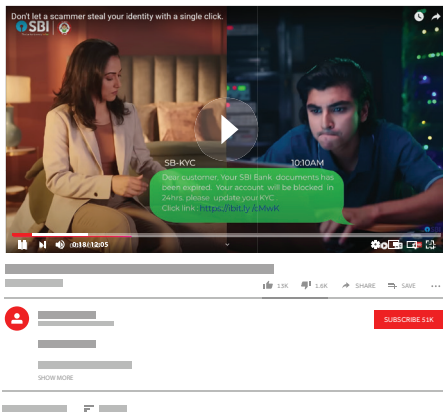 Don't let a scammer steal your identity with a single click.
SBI
SB-KYC 10:10AM
Dear customer, Your SBI Bank documents has
been expired. Your account will be blocked in
24hrs. please update your KYC .
Click link- https://ibit.ly/cMwK
0:18 / 12:05
13K 1.6K SHARE SAVE
SUBSCRIBE 51K
SHOW MORE